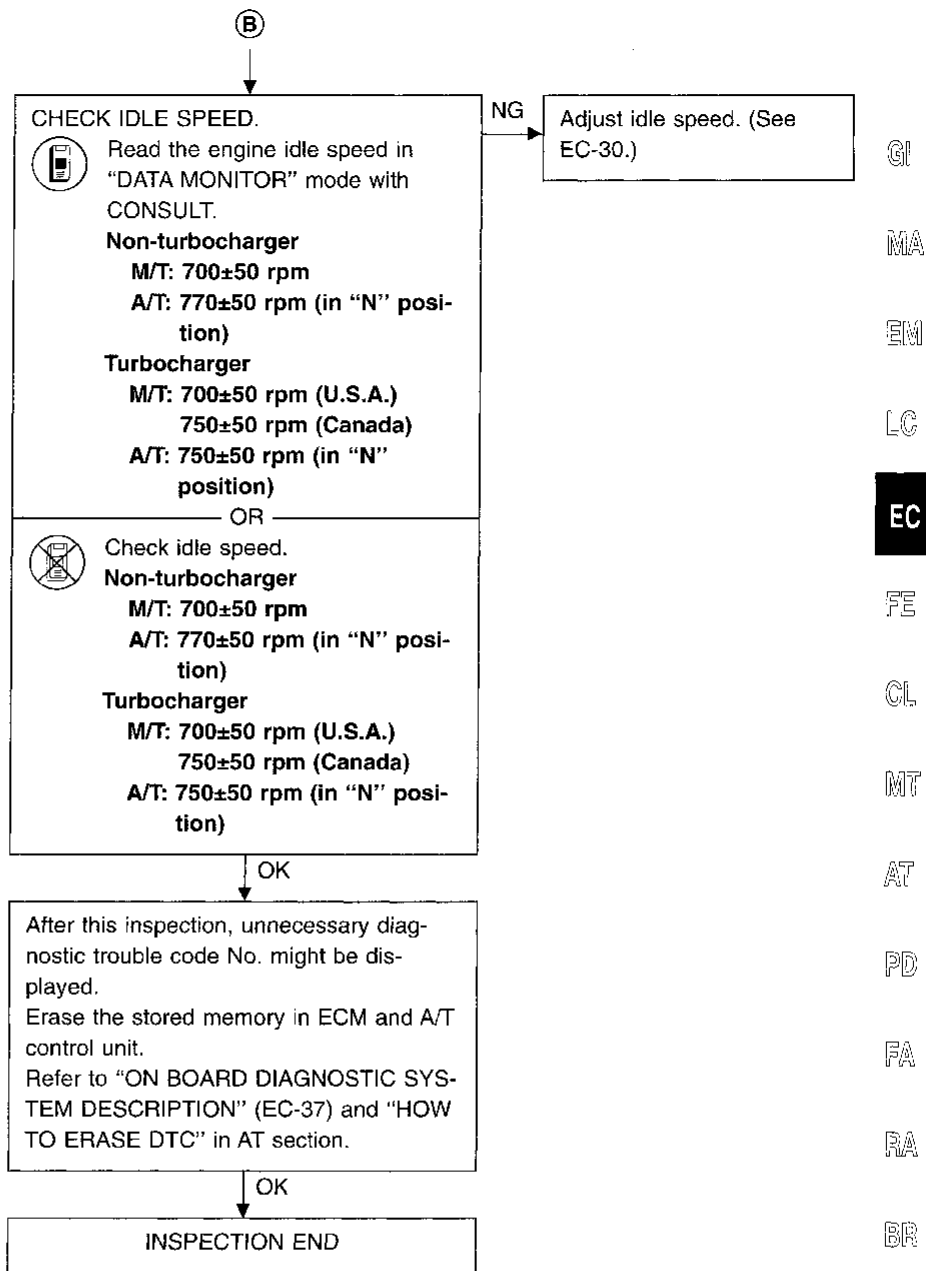 B
CHECK IDLE SPEED.
Read the engine idle speed in
"DATA MONITOR" mode with
CONSULT.
Non-turbocharger
M/T: 700±50 rpm
A/T: 770±50 rpm (in "N" posi-
tion)
Turbocharger
M/T: 700±50 rpm (U.S.A.)
750±50 rpm (Canada)
A/T: 750±50 rpm (in "N"
position)
OR
Check idle speed.
Non-turbocharger
M/T: 700±50 rpm
A/T: 770±50 rpm (in "N" posi-
tion)
Turbocharger
M/T: 700±50 rpm (U.S.A.)
750±50 rpm (Canada)
A/T: 750±50 rpm (in "N" posi-
tion)
NG
Adjust idle speed. (See
EC-30.)
OK
After this inspection, unnecessary diag-
nostic trouble code No. might be dis-
played.
Erase the stored memory in ECM and A/T
control unit.
Refer to "ON BOARD DIAGNOSTIC SYS-
TEM DESCRIPTION" (EC-37) and "HOW
TO ERASE DTC" in AT section.
OK
INSPECTION END
GI
MA
EM
LC
EC
FE
CL
MT
AT
PD
FA
RA
BR